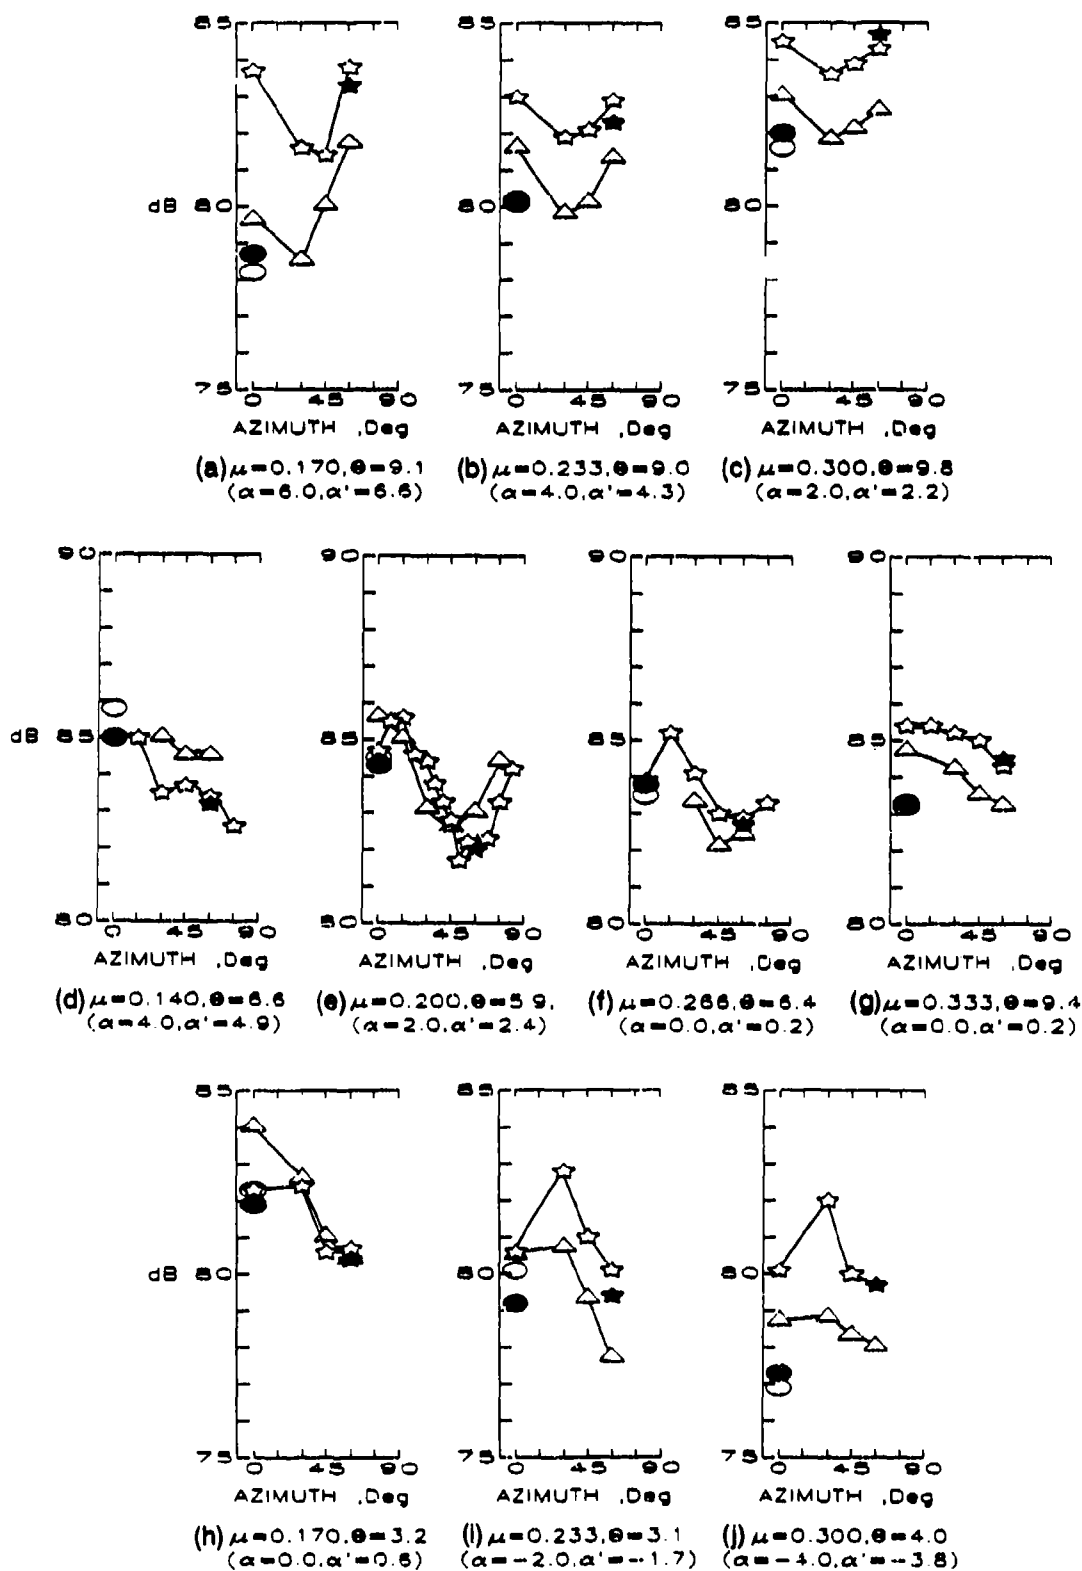 85 85 85
dB 80 80 80
75 75 75
0 45 90 0 45 90 0 45 90
AZIMUTH ,Deg AZIMUTH ,Deg AZIMUTH ,Deg
(a) μ=0.170,θ=9.1 (b) μ=0.233,θ=9.0 (c) μ=0.300,θ=9.8
(α=6.0,α'=6.6) (α=4.0,α'=4.3) (α=2.0,α'=2.2)
90 90 90 90
dB 85 85 85 85
80 80 80 80
0 45 90 0 45 90 0 45 90 0 45 90
AZIMUTH ,Deg AZIMUTH ,Deg AZIMUTH ,Deg AZIMUTH ,Deg
(d) μ=0.140,θ=6.6 (e) μ=0.200,θ=5.9, (f) μ=0.266,θ=6.4 (g) μ=0.333,θ=9.4
(α=4.0,α'=4.9) (α=2.0,α'=2.4) (α=0.0,α'=0.2) (α=0.0,α'=0.2)
85 85 85
dB 80 80 80
75 75 75
0 45 90 0 45 90 0 45 90
AZIMUTH ,Deg AZIMUTH ,Deg AZIMUTH ,Deg
(h) μ=0.170,θ=3.2 (i) μ=0.233,θ=3.1 (j) μ=0.300,θ=4.0
(α=0.0,α'=0.6) (α=-2.0,α'=-1.7) (α=-4.0,α'=-3.8)